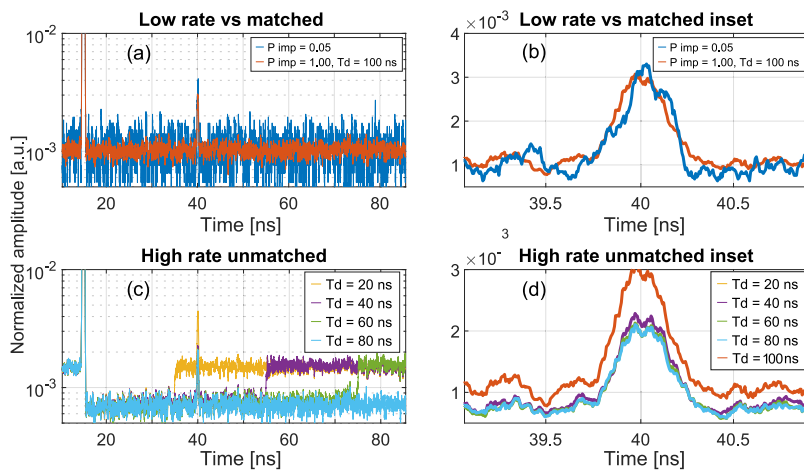 Low rate vs matched
(a)
P imp = 0.05
P imp = 1.00, Td = 100 ns
10-2
10-3
20 40 60 80
Time [ns]
Low rate vs matched inset
×10-3
(b)
P imp = 0.05
P imp = 1.00, Td = 100 ns
4
3
2
1
39.5 40 40.5
Time [ns]
Normalized amplitude [a.u.]
High rate unmatched
(c)
Td = 20 ns
Td = 40 ns
Td = 60 ns
Td = 80 ns
10-2
10-3
20 40 60 80
Time [ns]
High rate unmatched inset
×10- 3
(d)
Td = 20 ns
Td = 40 ns
Td = 60 ns
Td = 80 ns
Td =100ns
3
2
1
39.5 40 40.5
Time [ns]